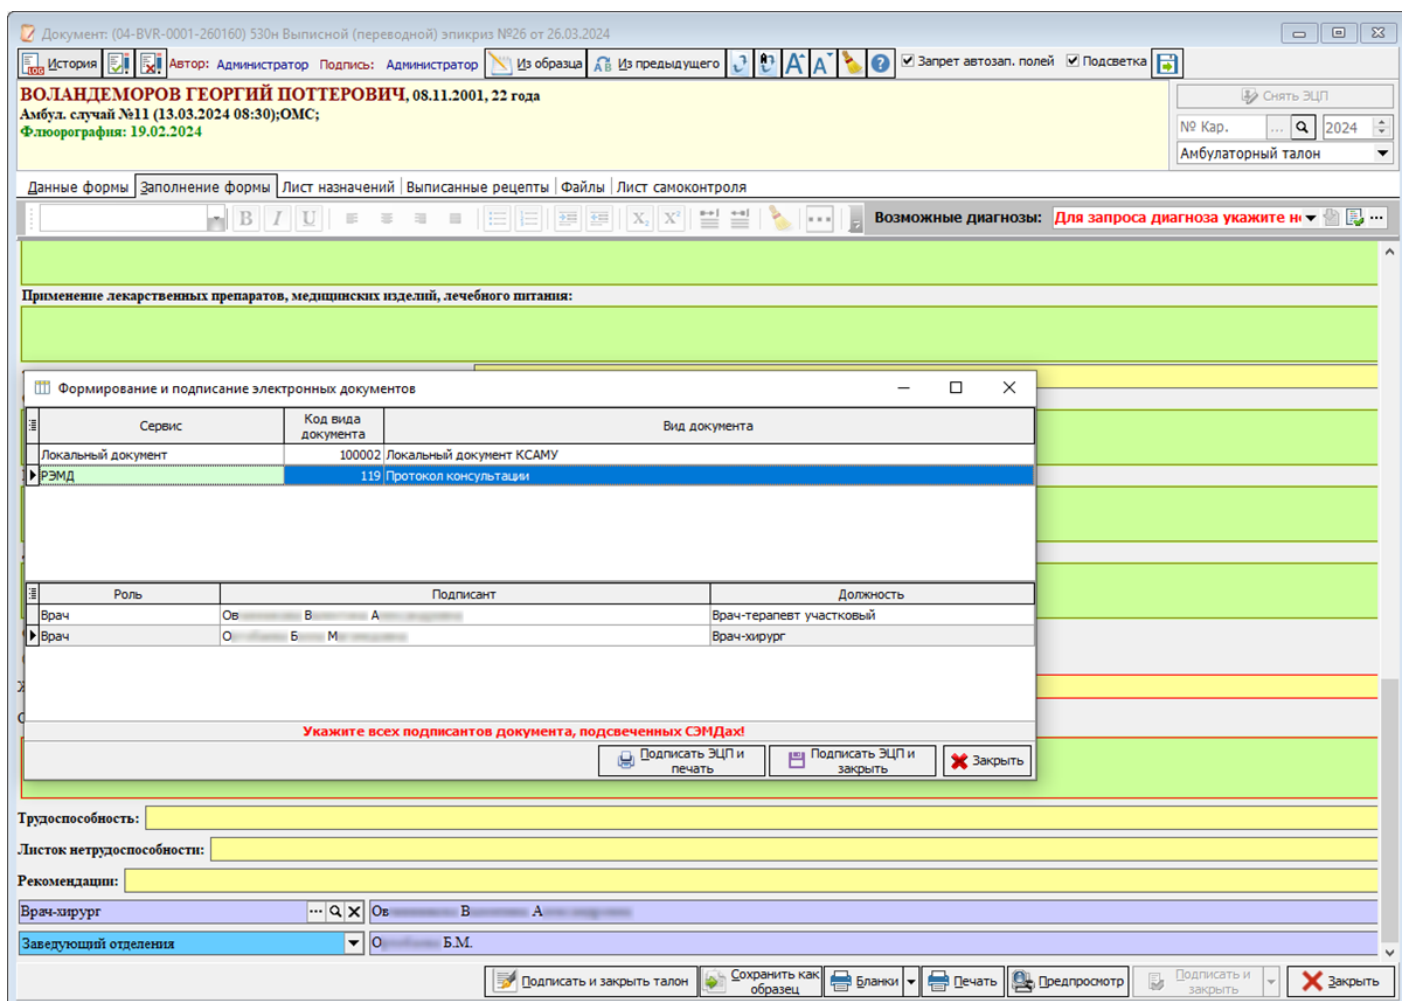 Документ: (04-BVR-0001-260160) 530н Выписной (переводной) эпикриз №26 от 26.03.2024
LOG История Автор: Администратор Подпись: Администратор Из образца Из предыдущего Запрет автозап. полей Подсветка
ВОЛАНДЕМОРОВ ГЕОРГИЙ ПОТТЕРОВИЧ, 08.11.2001, 22 года
Снять ЭЦП
Амбул. случай №11 (13.03.2024 08:30);ОМС;
Флюорография: 19.02.2024
№ Кар. ... 2024
Амбулаторный талон
Данные формы Заполнение формы Лист назначений Выписанные рецепты Файлы Лист самоконтроля
B I U X₂ X² Возможные диагнозы: Для запроса диагноза укажите
Применение лекарственных препаратов, медицинских изделий, лечебного питания:
Формирование и подписание электронных документов
Сервис Код вида документа Вид документа
Локальный документ 100002 Локальный документ КСАМУ
РЭМД 119 Протокол консультации
Роль Подписант Должность
Врач Ов В А Врач-терапевт участковый
Врач О Б М Врач-хирург
Укажите всех подписантов документа, подсвеченных СЭМДах!
Подписать ЭЦП и печать Подписать ЭЦП и закрыть Закрыть
Трудоспособность:
Листок нетрудоспособности:
Рекомендации:
Врач-хирург ... Ов В А
Заведующий отделения О Б.М.
Подписать и закрыть талон Сохранить как образец Бланки Печать Предпросмотр Подписать и закрыть Закрыть